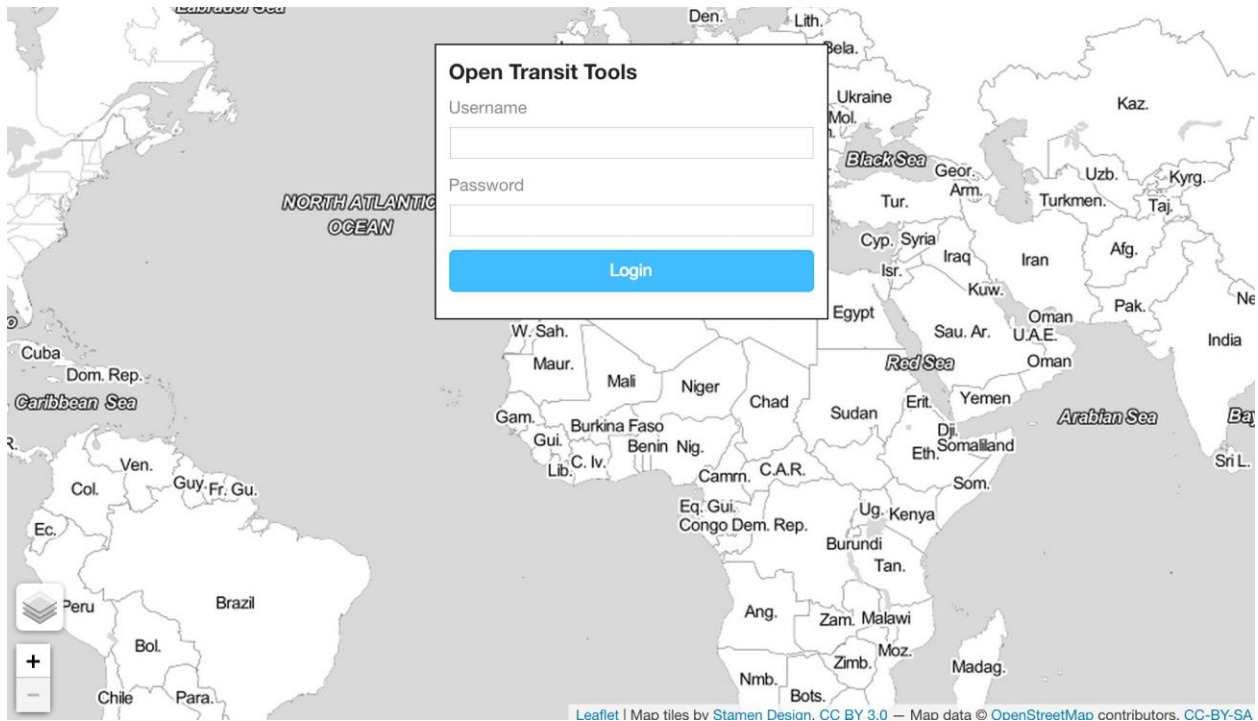 Labrador Sea
Den.
Lith.
Bela.
Open Transit Tools
Username
Password
Login
Ukraine
Mol.
Kaz.
Black Sea
Geor.
Uzb.
Kyrg.
Arm.
Tur.
Turkmen.
Taj.
NORTH ATLANTIC
OCEAN
Cyp.
Syria
Iraq
Iran
Afg.
Isr.
Kuw.
Egypt
Oman
Pak.
Ne
W. Sah.
Sau. Ar.
U.A.E.
India
Cuba
Maur.
Red Sea
Oman
Dom. Rep.
Mali
Niger
Chad
Caribbean Sea
Sudan
Erit.
Yemen
Arabian Sea
Bay
Gam.
Burkina Faso
Dji.
R.
Gui.
Benin
Nig.
Eth.
Somaliland
Ven.
Lib.
C. Iv.
Camrn.
C.A.R.
Sri L.
Col.
Guy.
Fr. Gu.
Som.
Eq. Gui.
Ug.
Kenya
Ec.
Congo Dem. Rep.
Burundi
Tan.
Peru
Brazil
Ang.
Zam.
Malawi
Bol.
Moz.
+
Zimb.
Madag.
−
Nmb.
Chile
Para.
Bots.
Leaflet | Map tiles by Stamen Design, CC BY 3.0 — Map data © OpenStreetMap contributors, CC-BY-SA